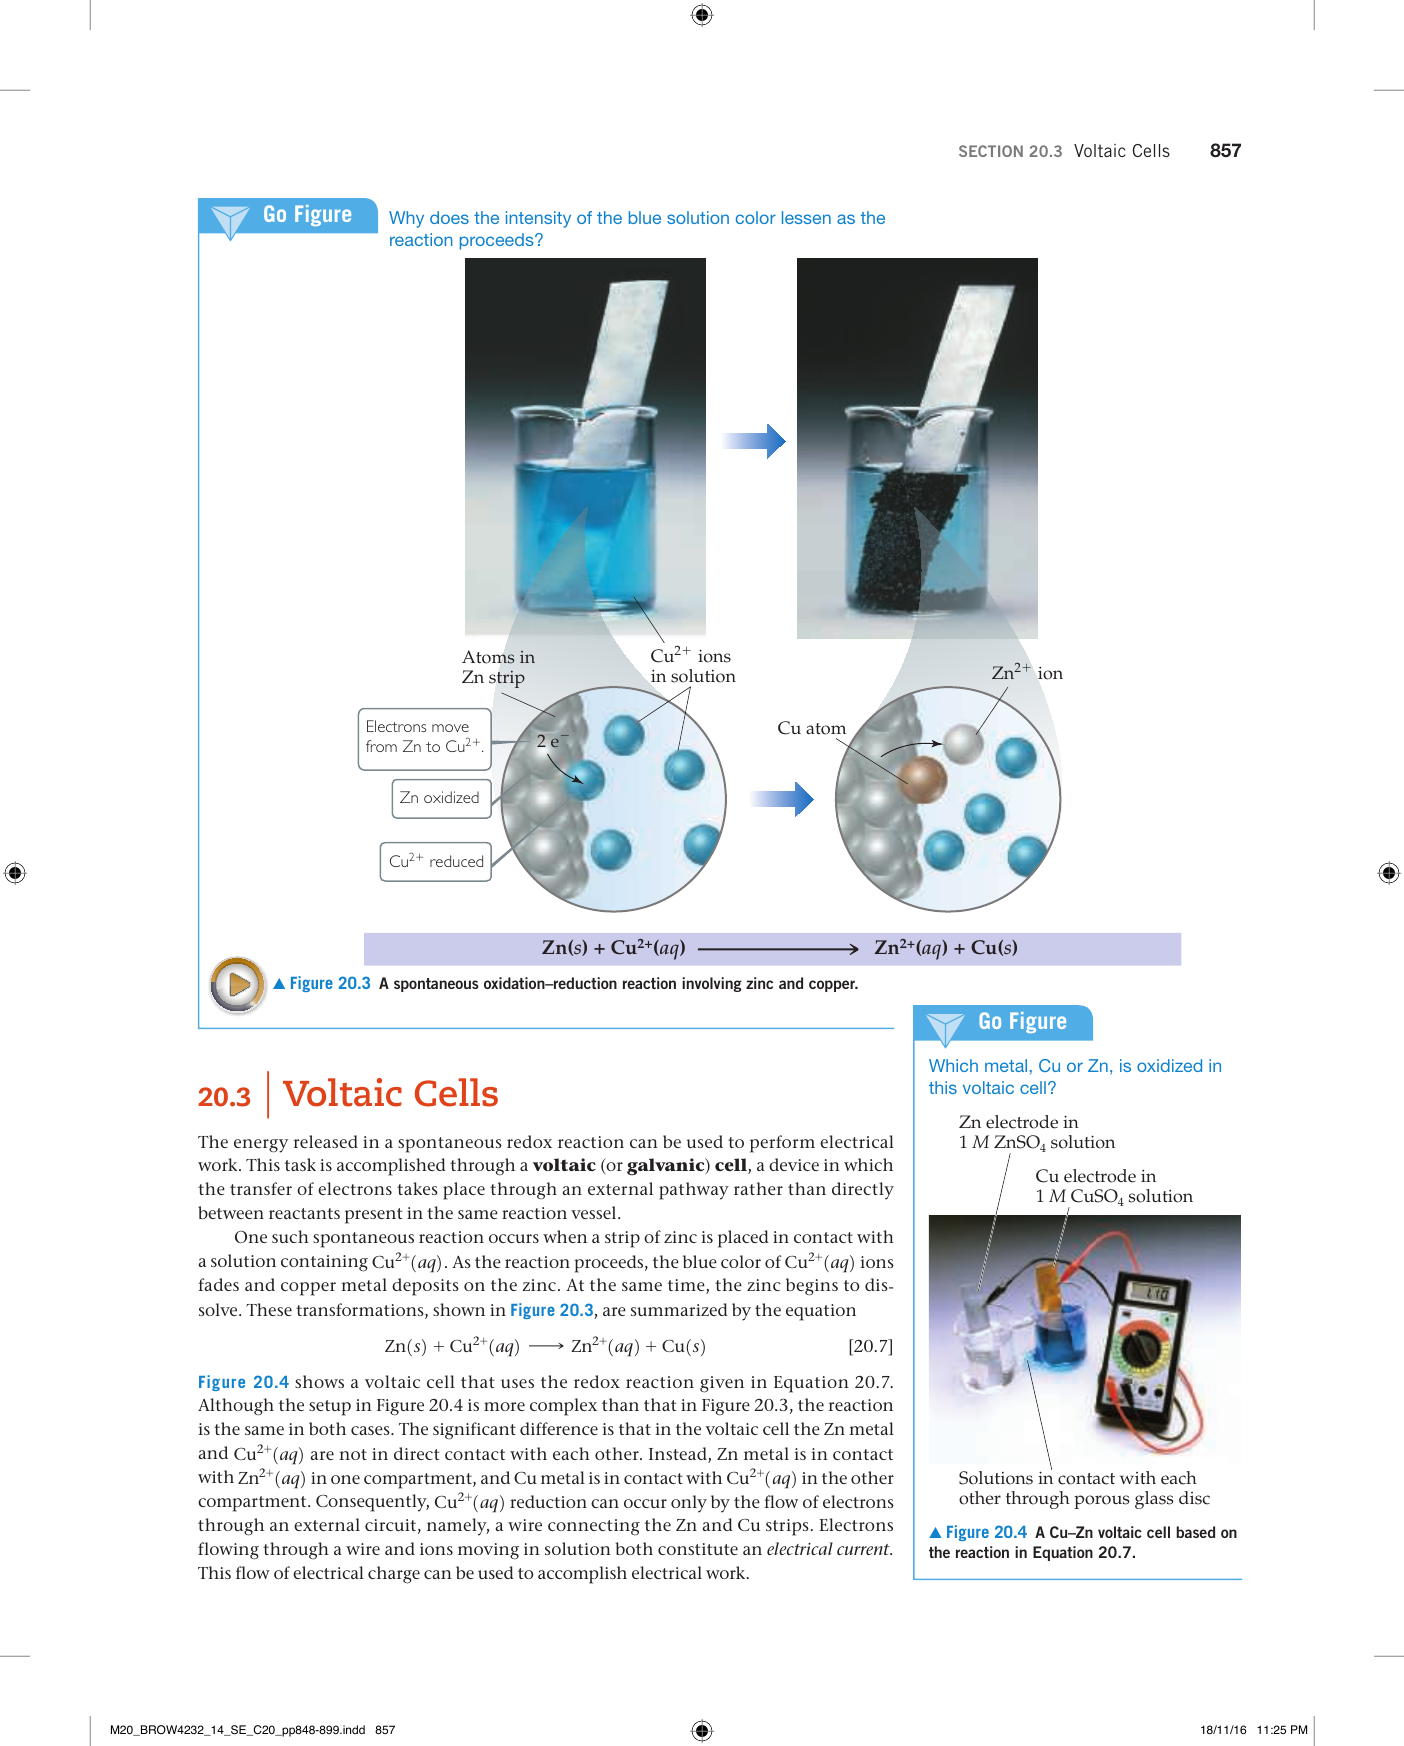 SECTION 20.3 Voltaic Cells 857
Go Figure
Why does the intensity of the blue solution color lessen as the
reaction proceeds?
Atoms in
Zn strip
Cu²⁺ ions
in solution
Zn²⁺ ion
Cu atom
Electrons move
from Zn to Cu²⁺.
2 e⁻
Zn oxidized
Cu²⁺ reduced
Zn(s) + Cu²⁺(aq) ⟶ Zn²⁺(aq) + Cu(s)
▲ Figure 20.3 A spontaneous oxidation–reduction reaction involving zinc and copper.
20.3 | Voltaic Cells
The energy released in a spontaneous redox reaction can be used to perform electrical
work. This task is accomplished through a voltaic (or galvanic) cell, a device in which
the transfer of electrons takes place through an external pathway rather than directly
between reactants present in the same reaction vessel.
One such spontaneous reaction occurs when a strip of zinc is placed in contact with
a solution containing Cu²⁺(aq). As the reaction proceeds, the blue color of Cu²⁺(aq) ions
fades and copper metal deposits on the zinc. At the same time, the zinc begins to dis-
solve. These transformations, shown in Figure 20.3, are summarized by the equation
Zn(s) + Cu²⁺(aq) ⟶ Zn²⁺(aq) + Cu(s) [20.7]
Figure 20.4 shows a voltaic cell that uses the redox reaction given in Equation 20.7.
Although the setup in Figure 20.4 is more complex than that in Figure 20.3, the reaction
is the same in both cases. The significant difference is that in the voltaic cell the Zn metal
and Cu²⁺(aq) are not in direct contact with each other. Instead, Zn metal is in contact
with Zn²⁺(aq) in one compartment, and Cu metal is in contact with Cu²⁺(aq) in the other
compartment. Consequently, Cu²⁺(aq) reduction can occur only by the flow of electrons
through an external circuit, namely, a wire connecting the Zn and Cu strips. Electrons
flowing through a wire and ions moving in solution both constitute an electrical current.
This flow of electrical charge can be used to accomplish electrical work.
Go Figure
Which metal, Cu or Zn, is oxidized in
this voltaic cell?
Zn electrode in
1 M ZnSO₄ solution
Cu electrode in
1 M CuSO₄ solution
1.10
Solutions in contact with each
other through porous glass disc
▲ Figure 20.4 A Cu–Zn voltaic cell based on
the reaction in Equation 20.7.
M20_BROW4232_14_SE_C20_pp848-899.indd 857
18/11/16 11:25 PM